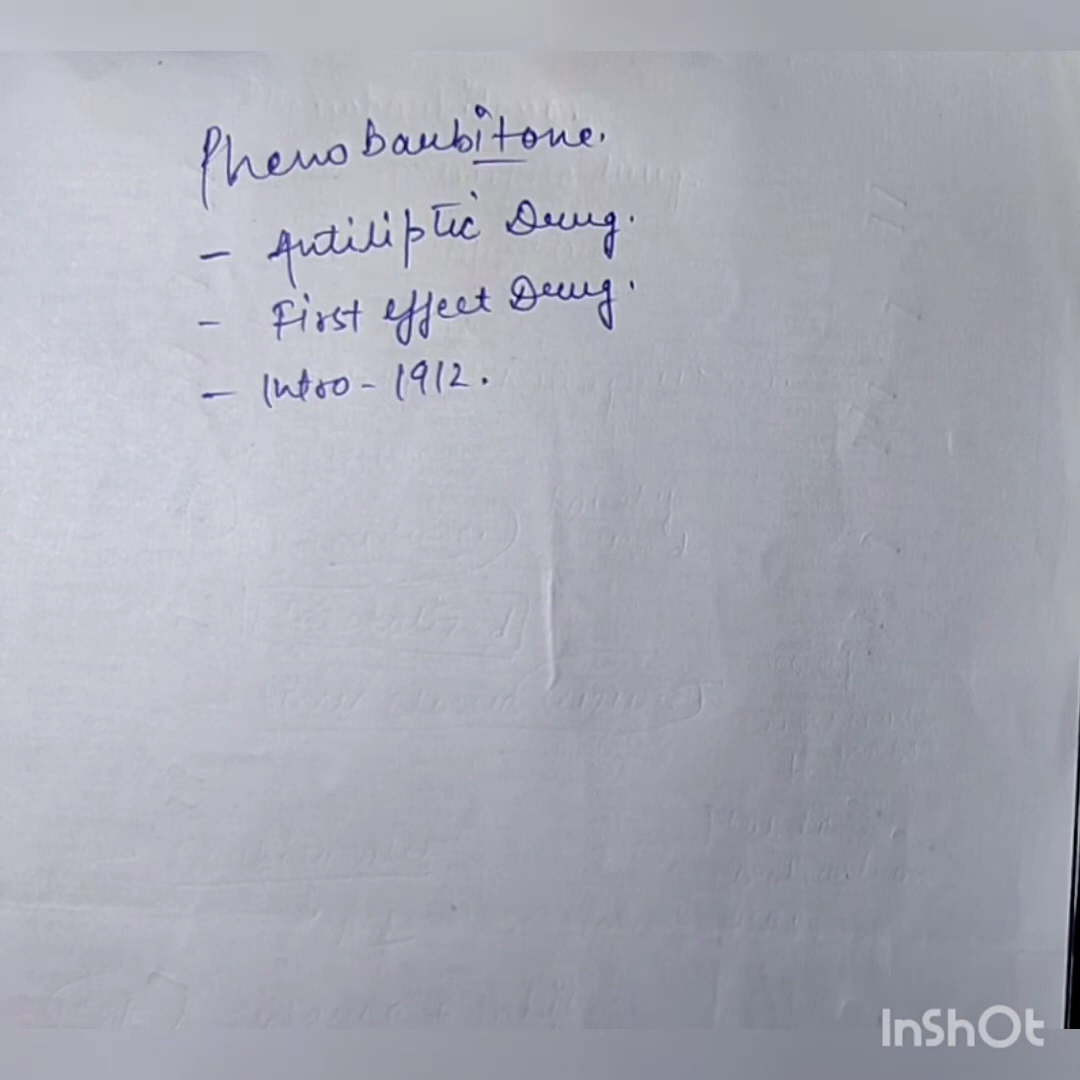 Phenobarbitone.
- Antiliptic Drug.
- First effect Drug.
- Intro - 1912.
InShOt